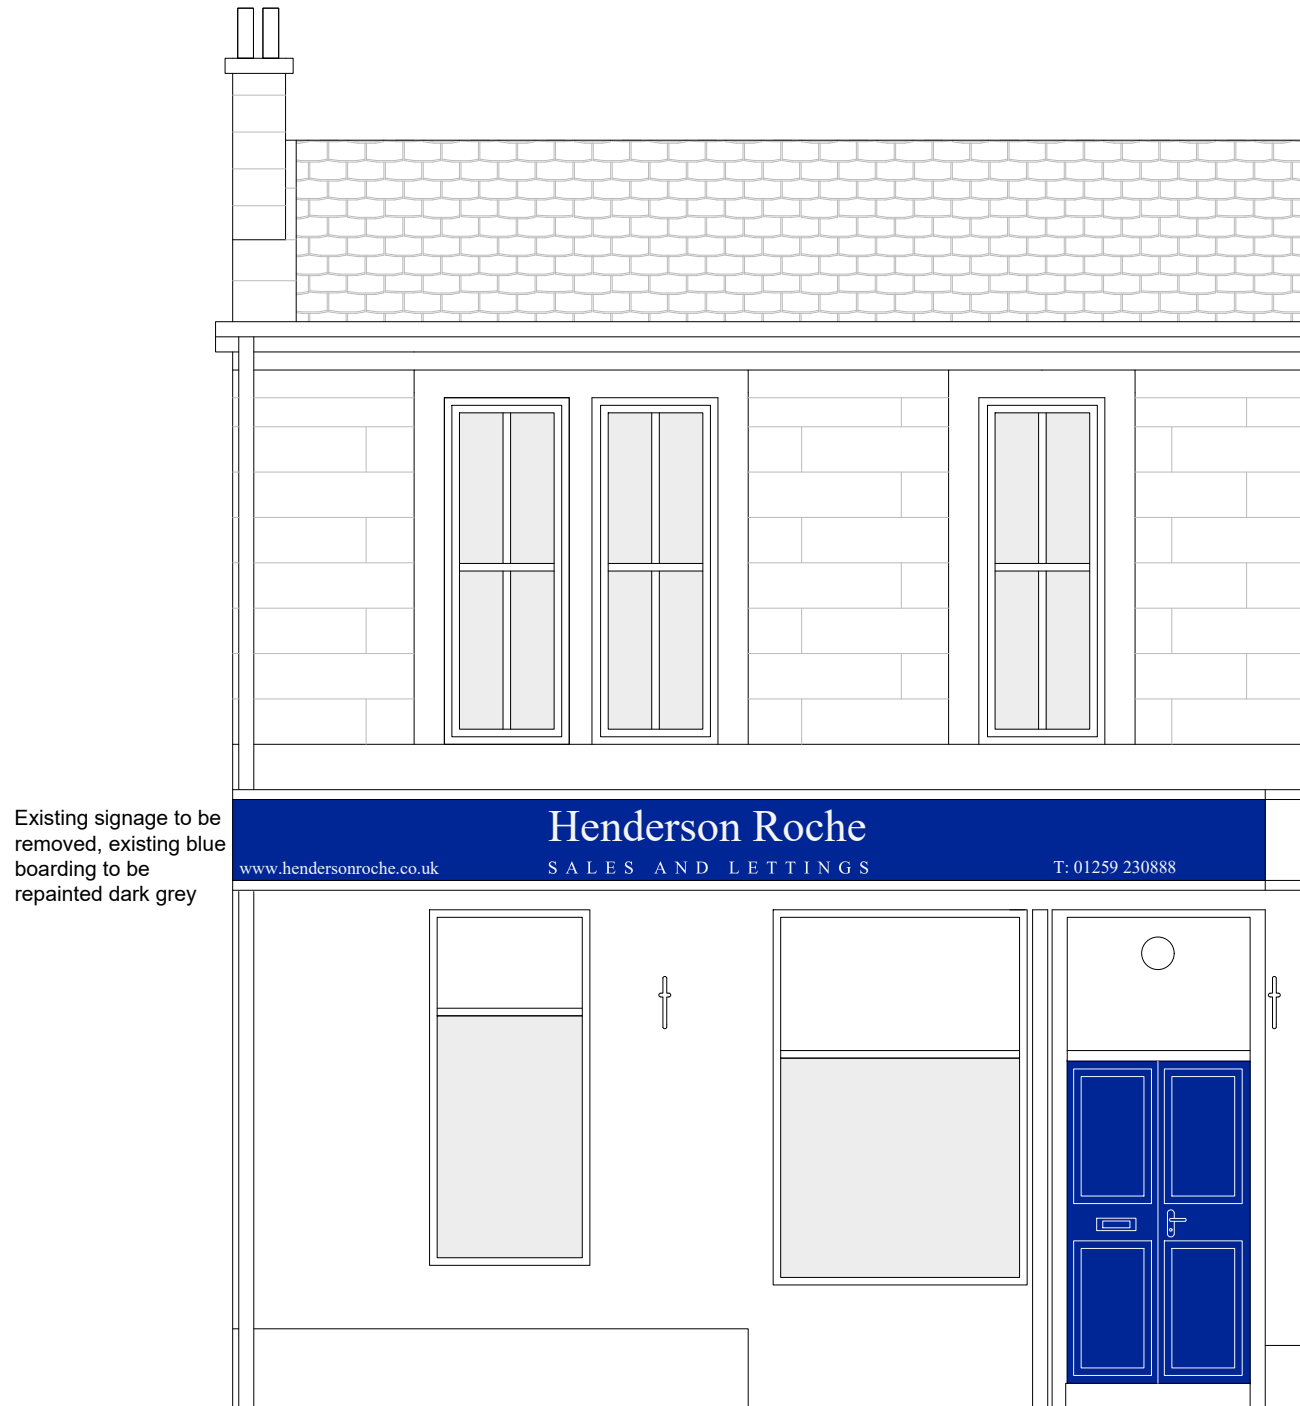 Existing signage to be
removed, existing blue
boarding to be
repainted dark grey
Henderson Roche
www.hendersonroche.co.uk
SALES AND LETTINGS
T: 01259 230888